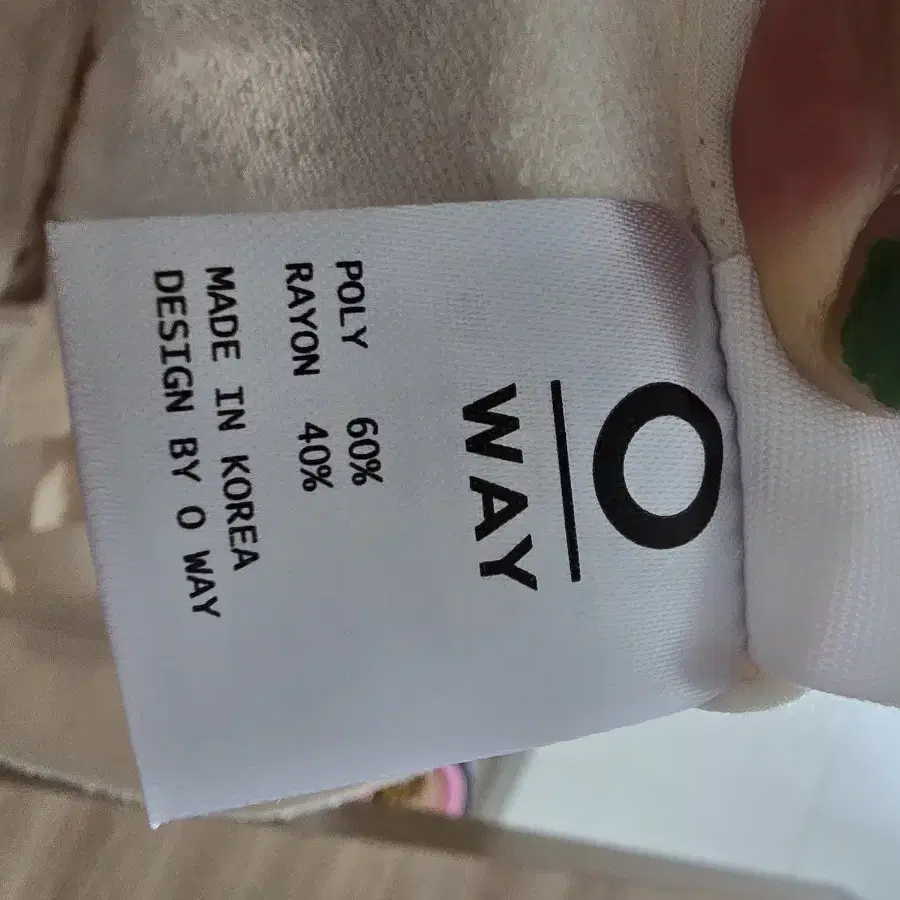 O
WAY
POLY 60%
RAYON 40%
MADE IN KOREA
DESIGN BY O WAY